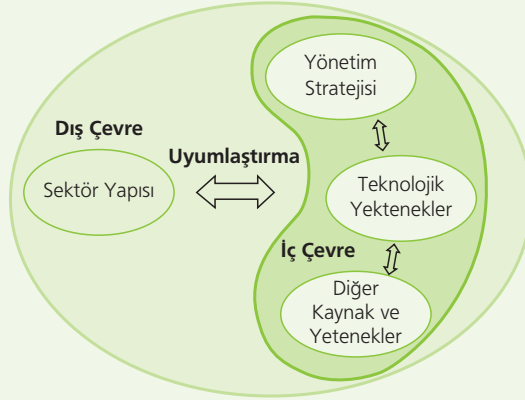 Yönetim
Stratejisi
Dış Çevre
Uyumlaştırma
Sektör Yapısı
Teknolojik
Yektenekler
İç Çevre
Diğer
Kaynak ve
Yetenekler